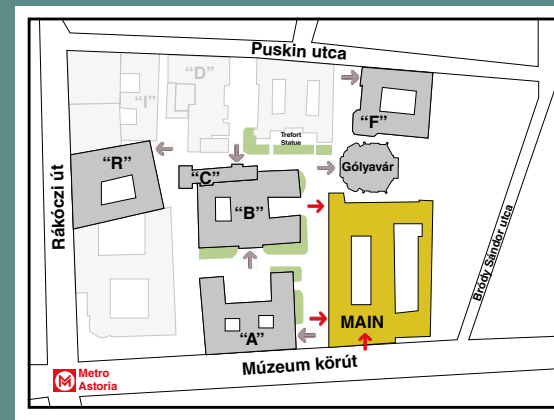 Puskin utca
"D"
"I"
"F"
Trefort
Statue
"R"
"C"
Gólyavár
"B"
Rákóczi út
Bródy Sándor utca
MAIN
"A"
Múzeum körút
Metro
Astoria